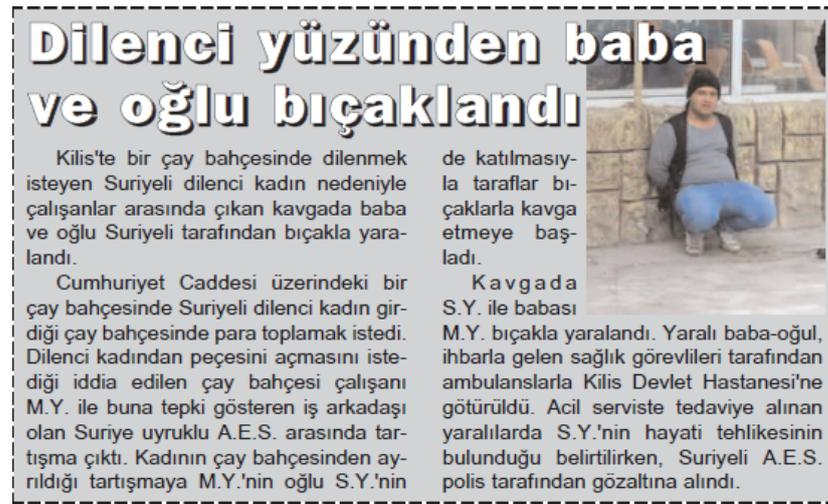 Dilenci yüzünden baba
ve oğlu bıçaklandı
Kilis'te bir çay bahçesinde dilenmek
isteyen Suriyeli dilenci kadın nedeniyle
çalışanlar arasında çıkan kavgada baba
ve oğlu Suriyeli tarafından bıçakla yara-
landı.
Cumhuriyet Caddesi üzerindeki bir
çay bahçesinde Suriyeli dilenci kadın gir-
diği çay bahçesinde para toplamak istedi.
Dilenci kadından peçesini açmasını iste-
diği iddia edilen çay bahçesi çalışanı
M.Y. ile buna tepki gösteren iş arkadaşı
olan Suriye uyruklu A.E.S. arasında tar-
tışma çıktı. Kadının çay bahçesinden ay-
rıldığı tartışmaya M.Y.'nin oğlu S.Y.'nin
de katılmasıy-
la taraflar bı-
çaklarla kavga
etmeye baş-
ladı.
Kavgada
S.Y. ile babası
M.Y. bıçakla yaralandı. Yaralı baba-oğul,
ihbarla gelen sağlık görevlileri tarafından
ambulanslarla Kilis Devlet Hastanesi'ne
götürüldü. Acil serviste tedaviye alınan
yaralılarda S.Y.'nin hayati tehlikesinin
bulunduğu belirtilirken, Suriyeli A.E.S.
polis tarafından gözaltına alındı.